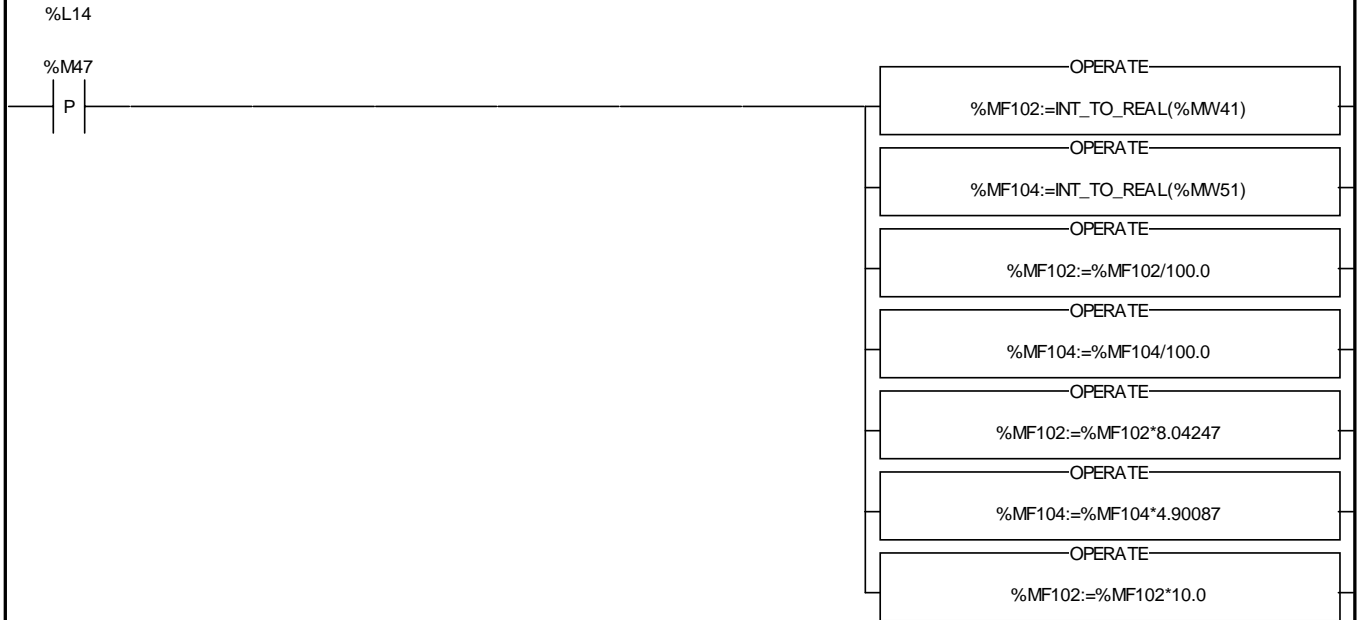 %L14
%M47
P
OPERATE
%MF102:=INT_TO_REAL(%MW41)
OPERATE
%MF104:=INT_TO_REAL(%MW51)
OPERATE
%MF102:=%MF102/100.0
OPERATE
%MF104:=%MF104/100.0
OPERATE
%MF102:=%MF102*8.04247
OPERATE
%MF104:=%MF104*4.90087
OPERATE
%MF102:=%MF102*10.0